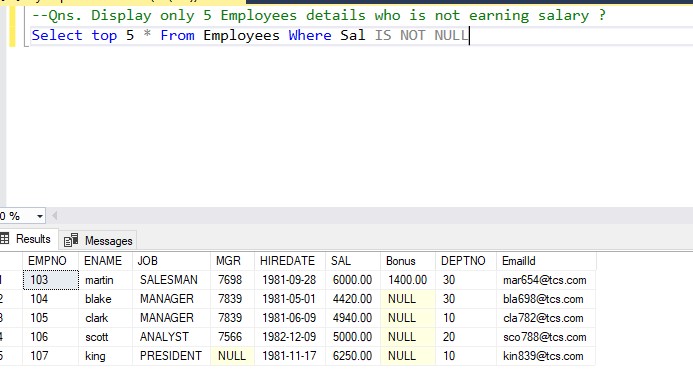 --Qns. Display only 5 Employees details who is not earning salary ?
Select top 5 * From Employees Where Sal IS NOT NULL
0 %
Results Messages
EMPNO ENAME JOB MGR HIREDATE SAL Bonus DEPTNO EmailId
103 martin SALESMAN 7698 1981-09-28 6000.00 1400.00 30 mar654@tcs.com
104 blake MANAGER 7839 1981-05-01 4420.00 NULL 30 bla698@tcs.com
105 clark MANAGER 7839 1981-06-09 4940.00 NULL 10 cla782@tcs.com
106 scott ANALYST 7566 1982-12-09 5000.00 NULL 20 sco788@tcs.com
107 king PRESIDENT NULL 1981-11-17 6250.00 NULL 10 kin839@tcs.com